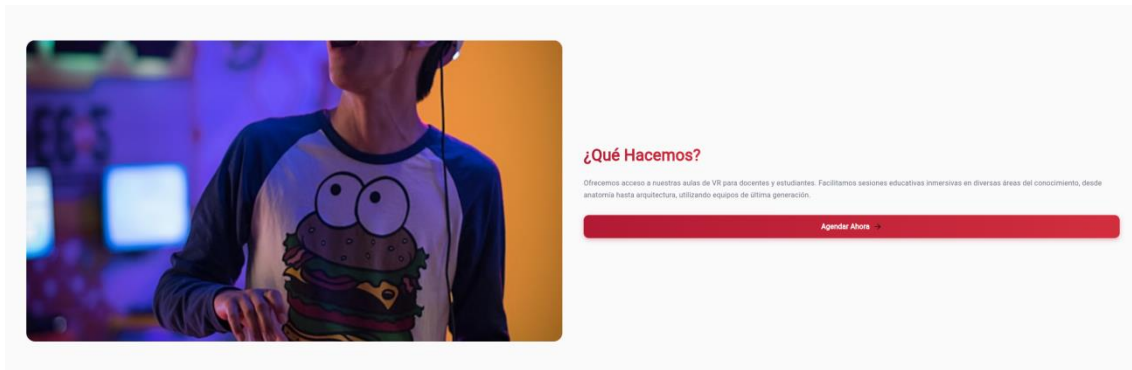 ¿Qué Hacemos?
Ofrecemos acceso a nuestras aulas de VR para docentes y estudiantes. Facilitamos sesiones educativas inmersivas en diversas áreas del conocimiento, desde
anatomía hasta arquitectura, utilizando equipos de última generación.
Agendar Ahora →